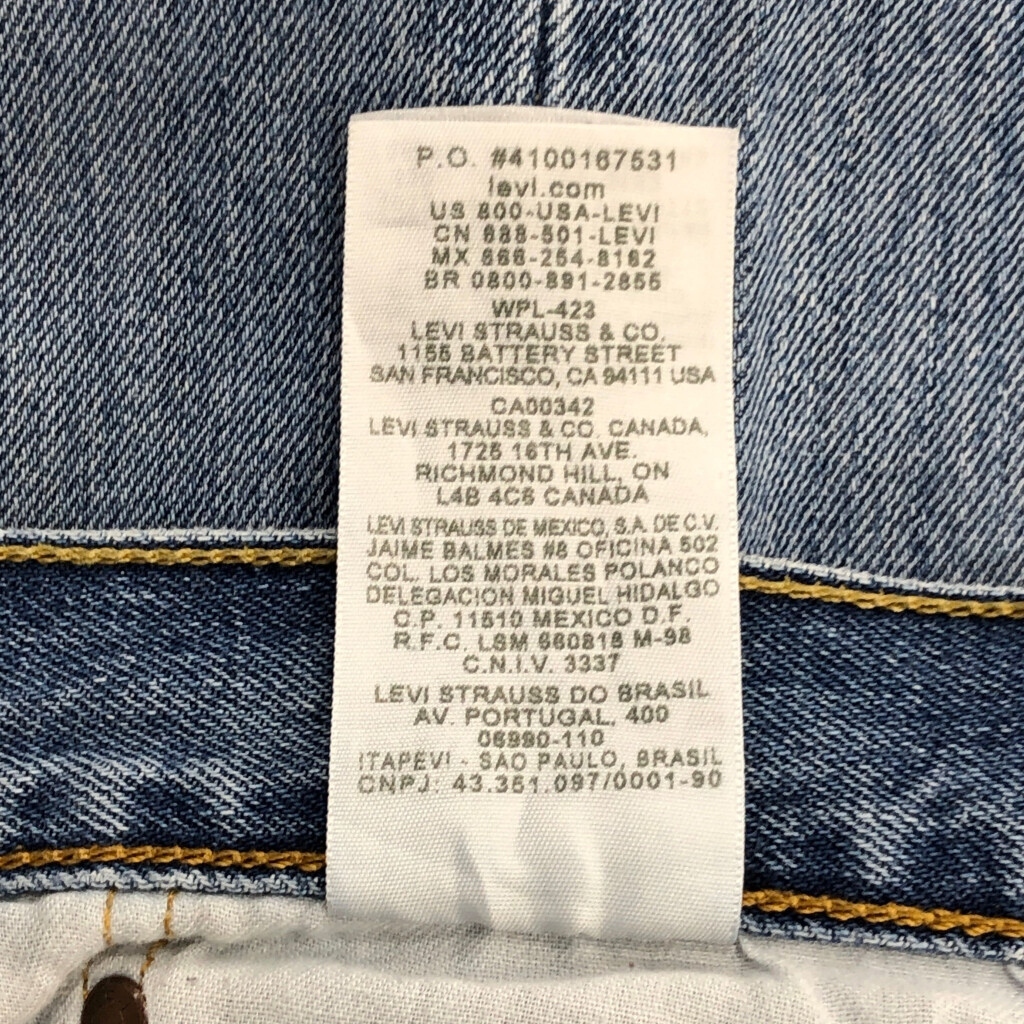 P.O. #4100167531
levi.com
US 800-USA-LEVI
CN 888-501-LEVI
MX 866-254-8162
BR 0800-891-2855
WPL-423
LEVI STRAUSS & CO.
1155 BATTERY STREET
SAN FRANCISCO, CA 94111 USA
CA00342
LEVI STRAUSS & CO. CANADA,
1725 16TH AVE.
RICHMOND HILL, ON
L4B 4C6 CANADA
LEVI STRAUSS DE MEXICO, S.A. DE C.V.
JAIME BALMES #8 OFICINA 502
COL. LOS MORALES POLANCO
DELEGACION MIGUEL HIDALGO
C.P. 11510 MEXICO D.F.
R.F.C. LSM 660818 M-98
C.N.I.V. 3337
LEVI STRAUSS DO BRASIL
AV. PORTUGAL, 400
06690-110
ITAPEVI - SAO PAULO, BRASIL
CNPJ: 43.351.097/0001-90